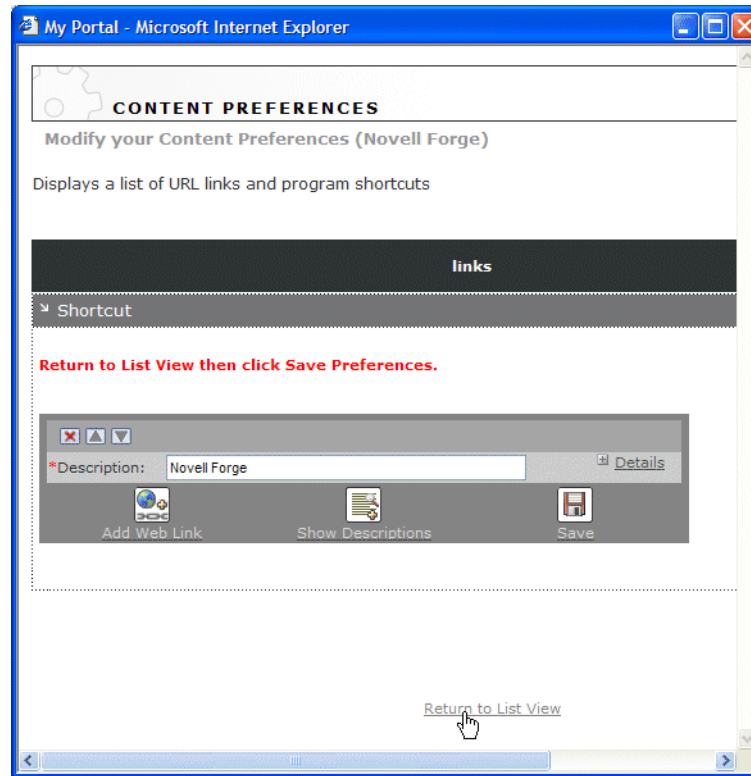 My Portal - Microsoft Internet Explorer
CONTENT PREFERENCES
Modify your Content Preferences (Novell Forge)
Displays a list of URL links and program shortcuts
links
Shortcut
Return to List View then click Save Preferences.
*Description: Novell Forge Details
Add Web Link Show Descriptions Save
Return to List View